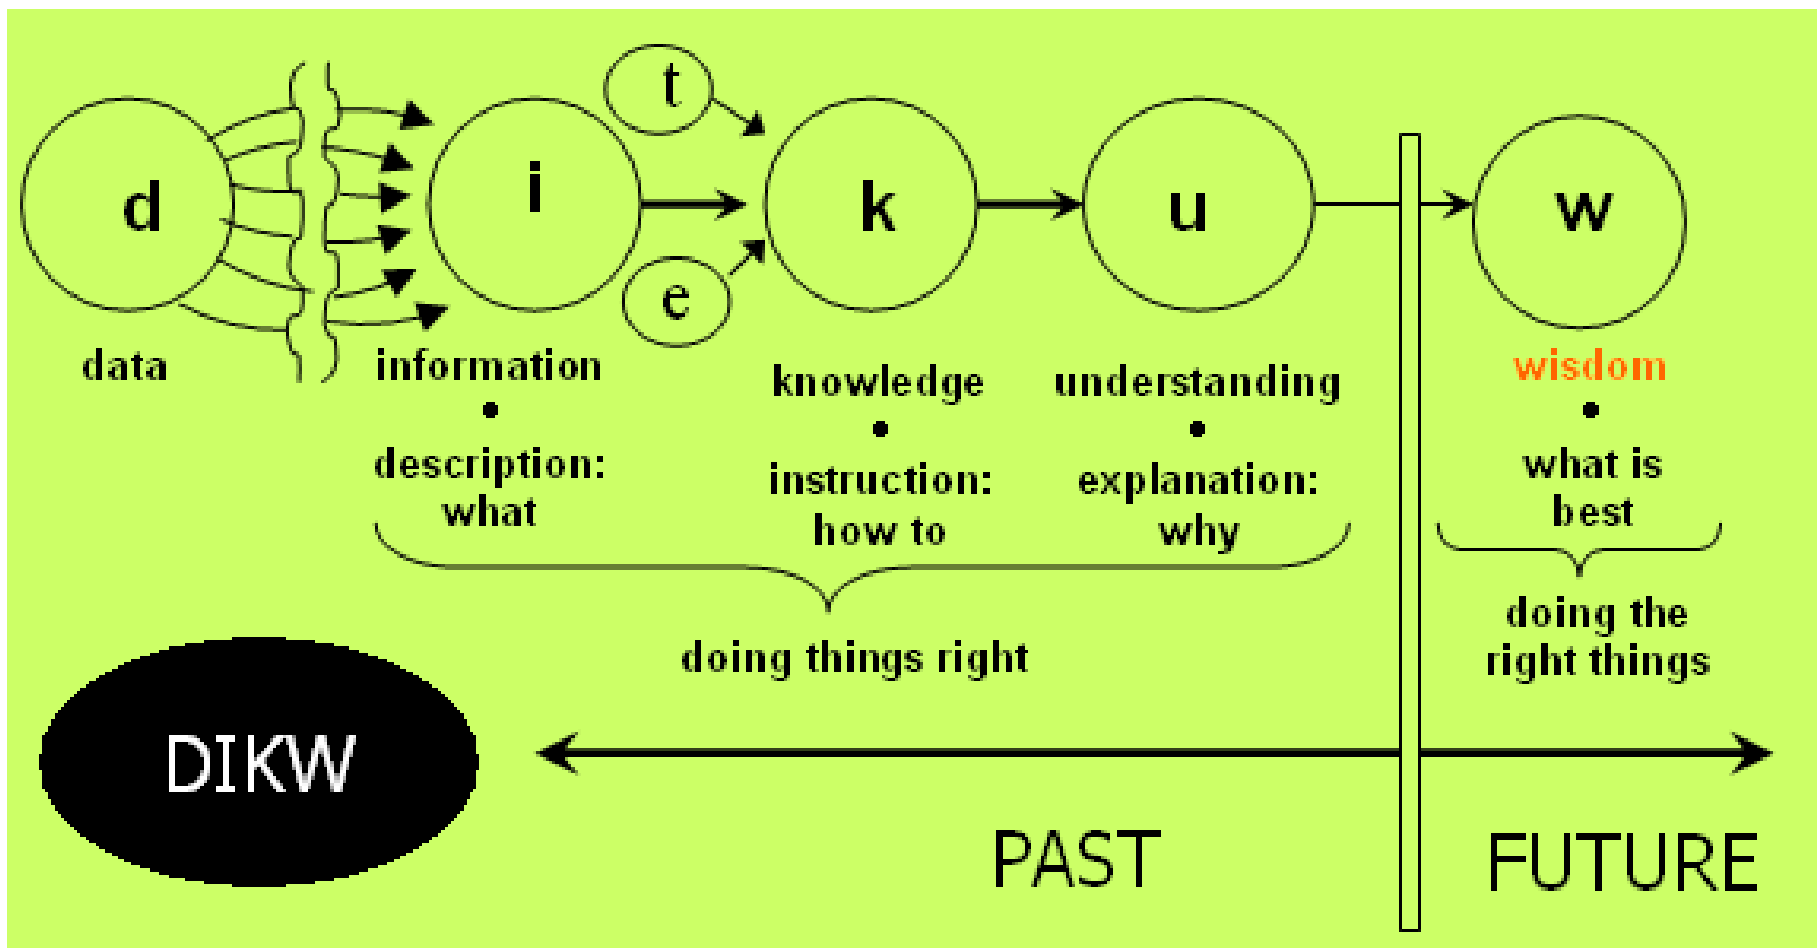 d
i
t
e
k
u
w
data
information
•
description:
what
knowledge
•
instruction:
how to
understanding
•
explanation:
why
wisdom
•
what is
best
doing things right
doing the
right things
DIKW
PAST
FUTURE